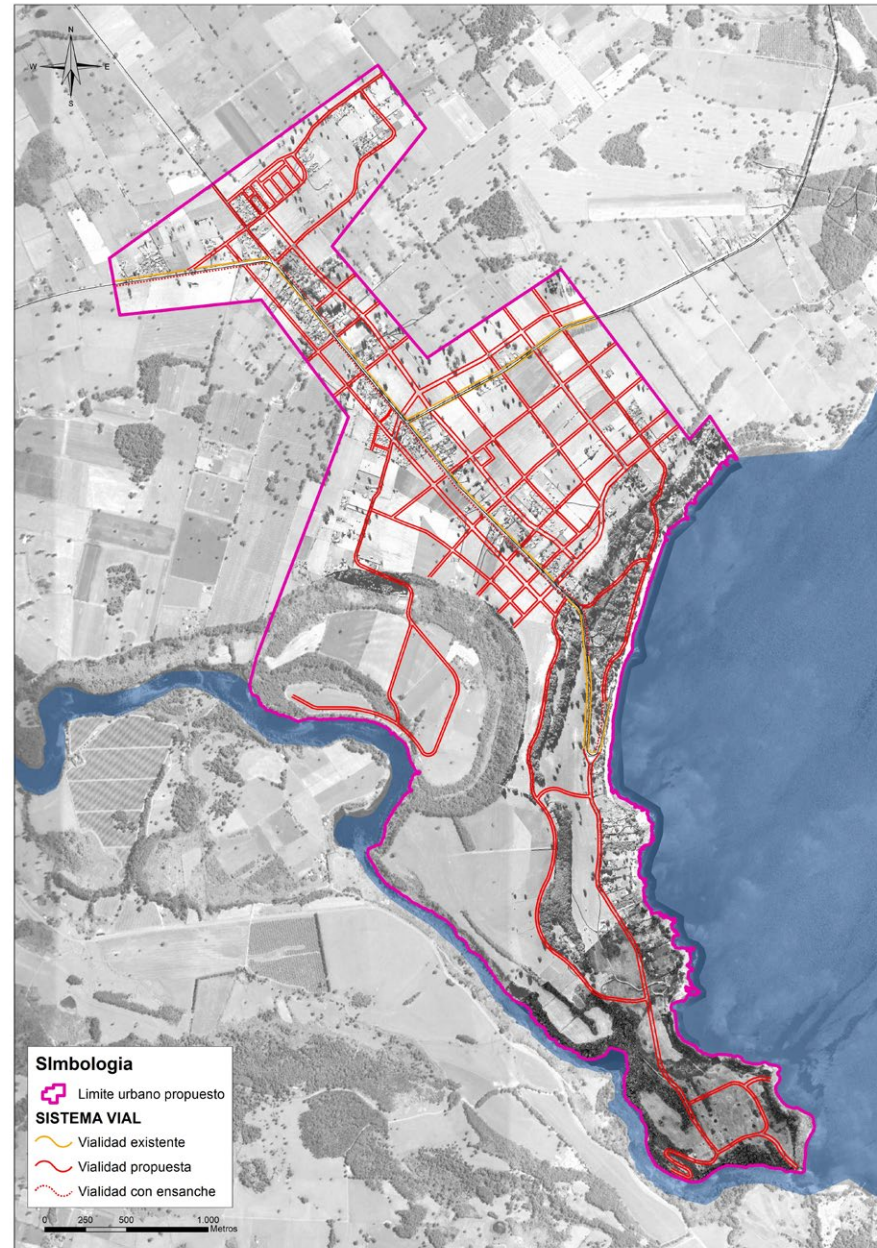 N
W E
S
SImbologia
Limite urbano propuesto
SISTEMA VIAL
Vialidad existente
Vialidad propuesta
Vialidad con ensanche
0 250 500 1.000
Metros